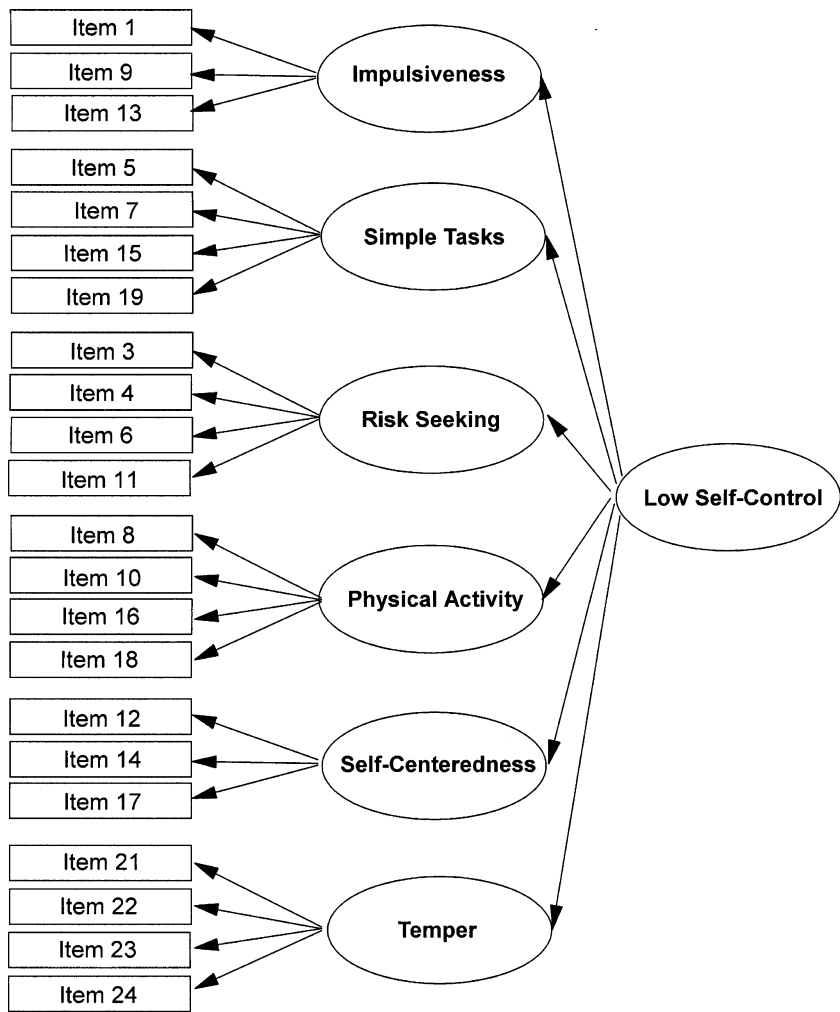 Item 1
Item 9
Item 13
Impulsiveness
Item 5
Item 7
Item 15
Item 19
Simple Tasks
Item 3
Item 4
Item 6
Item 11
Risk Seeking
Low Self-Control
Item 8
Item 10
Item 16
Item 18
Physical Activity
Item 12
Item 14
Item 17
Self-Centeredness
Item 21
Item 22
Item 23
Item 24
Temper